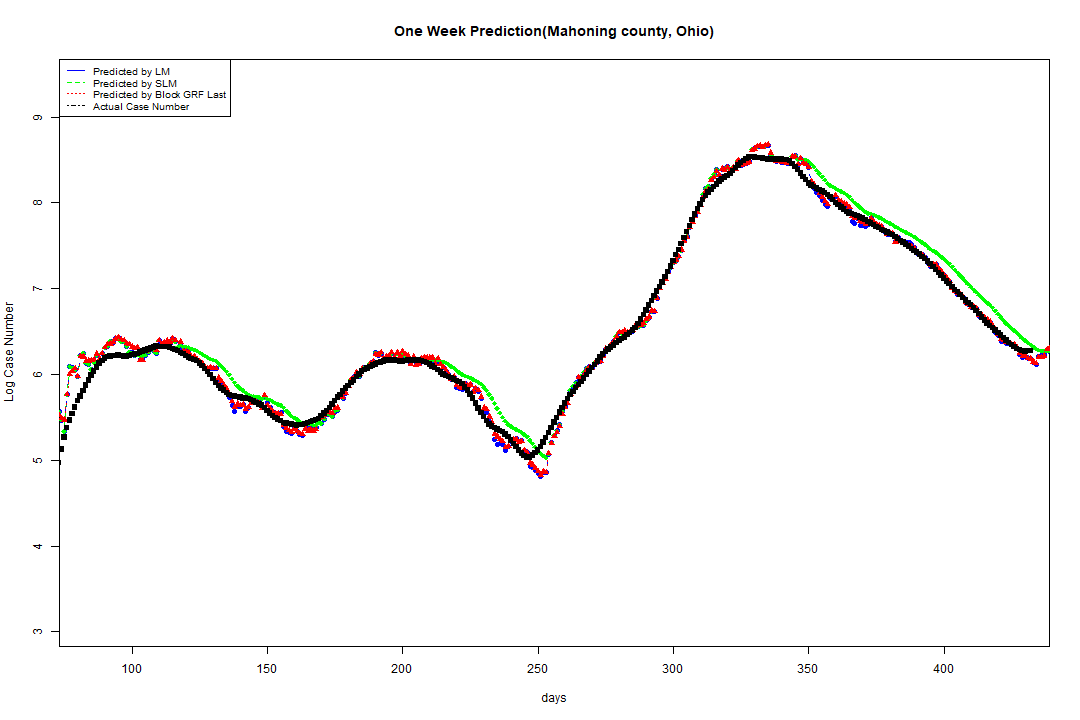 One Week Prediction(Mahoning county, Ohio)
Predicted by LM
Predicted by SLM
Predicted by Block GRF Last
Actual Case Number
9
8
7
6
5
4
3
Log Case Number
100 150 200 250 300 350 400
days